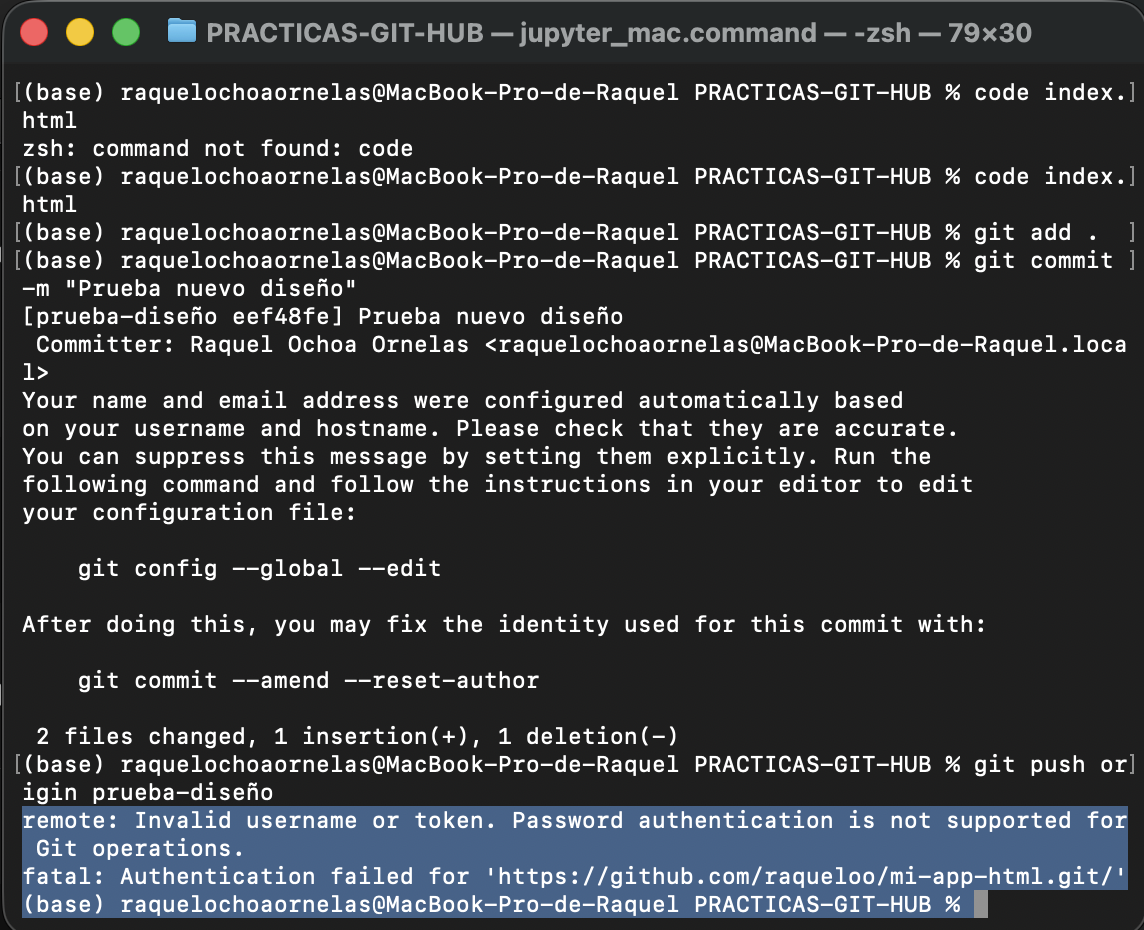 PRACTICAS-GIT-HUB — jupyter_mac.command — -zsh — 79×30
[(base) raquelochoaornelas@MacBook-Pro-de-Raquel PRACTICAS-GIT-HUB % code index.]
html
zsh: command not found: code
[(base) raquelochoaornelas@MacBook-Pro-de-Raquel PRACTICAS-GIT-HUB % code index.]
html
[(base) raquelochoaornelas@MacBook-Pro-de-Raquel PRACTICAS-GIT-HUB % git add .  ]
[(base) raquelochoaornelas@MacBook-Pro-de-Raquel PRACTICAS-GIT-HUB % git commit ]
-m "Prueba nuevo diseño"
[prueba-diseño eef48fe] Prueba nuevo diseño
 Committer: Raquel Ochoa Ornelas <raquelochoaornelas@MacBook-Pro-de-Raquel.loca
l>
Your name and email address were configured automatically based
on your username and hostname. Please check that they are accurate.
You can suppress this message by setting them explicitly. Run the
following command and follow the instructions in your editor to edit
your configuration file:
    git config --global --edit
After doing this, you may fix the identity used for this commit with:
    git commit --amend --reset-author
 2 files changed, 1 insertion(+), 1 deletion(-)
[(base) raquelochoaornelas@MacBook-Pro-de-Raquel PRACTICAS-GIT-HUB % git push or]
igin prueba-diseño
remote: Invalid username or token. Password authentication is not supported for
 Git operations.
fatal: Authentication failed for 'https://github.com/raqueloo/mi-app-html.git/'
(base) raquelochoaornelas@MacBook-Pro-de-Raquel PRACTICAS-GIT-HUB %